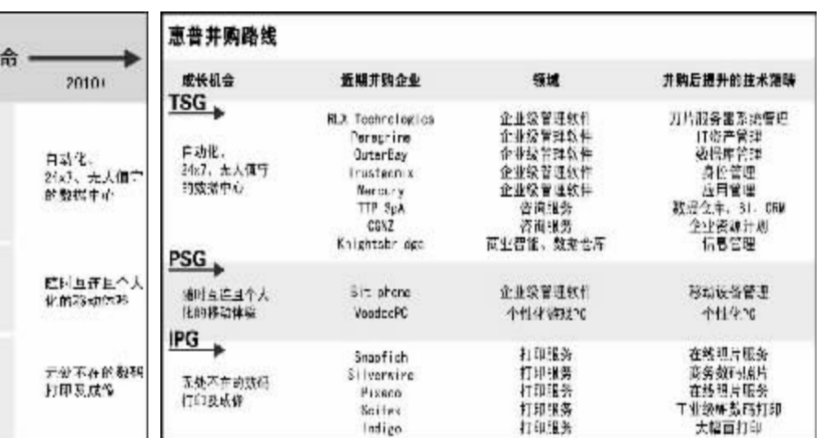 命
2010+
自动化、
24x7、无人值守
的数据中心
随时互连且个人
化的移动体验
无处不在的数码
打印及成像
惠普并购路线
成长机会 近期并购企业 领域 并购后提升的技术策略
TSG
自动化、
24x7、无人值守
的数据中心
RLX Technologies 企业级管理软件 刀片服务器系统管理
Peregrine 企业级管理软件 IT资产管理
OuterBay 企业级管理软件 数据库管理
Trustgenix 企业级管理软件 身份管理
Mercury 企业级管理软件 应用管理
TTP SpA 咨询服务 数据仓库、BI、CRM
CGNZ 咨询服务 企业资源计划
Knightsbridge 商业智能、数据仓库 信息管理
PSG
随时互连且个人
化的移动体验
Bitphone 企业级管理软件 移动设备管理
VoodooPC 个性化游戏PC 个性化PC
IPG
无处不在的数码
打印及成像
Snapfish 打印服务 在线照片服务
Silverwire 打印服务 商务数码照片
Pixaco 打印服务 在线照片服务
Scitex 打印服务 工业级数码打印
Indigo 打印服务 大幅面打印